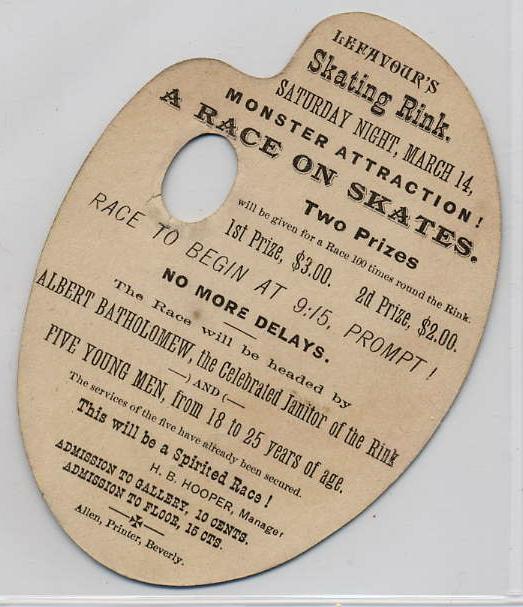 LEFAVOUR'S
Skating Rink.
SATURDAY NIGHT, MARCH 14,
MONSTER ATTRACTION!
A RACE ON SKATES.
Two Prizes
will be given for a Race 100 times round the Rink.
1st Prize, $3.00. 2d Prize, $2.00.
RACE TO BEGIN AT 9:15, PROMPT!
NO MORE DELAYS.
The Race will be headed by
ALBERT BATHOLOMEW, the Celebrated Janitor of the Rink
AND
FIVE YOUNG MEN, from 18 to 25 years of age.
The services of the five have already been secured.
This will be a Spirited Race!
H. B. HOOPER, Manager
ADMISSION TO GALLERY, 10 CENTS.
ADMISSION TO FLOOR, 15 CTS.
Allen, Printer, Beverly.